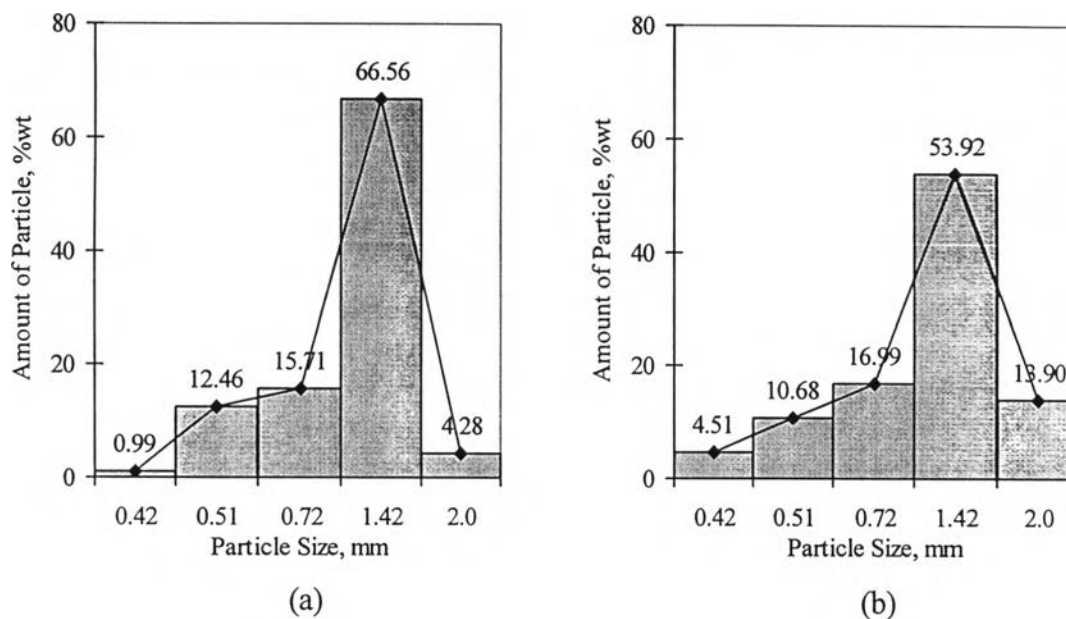 80
60
40
20
0
Amount of Particle, %wt
0.99
12.46
15.71
66.56
4.28
0.42 0.51 0.72 1.42 2.0
Particle Size, mm
(a)
80
60
40
20
0
Amount of Particle, %wt
4.51
10.68
16.99
53.92
13.90
0.42 0.51 0.72 1.42 2.0
Particle Size, mm
(b)